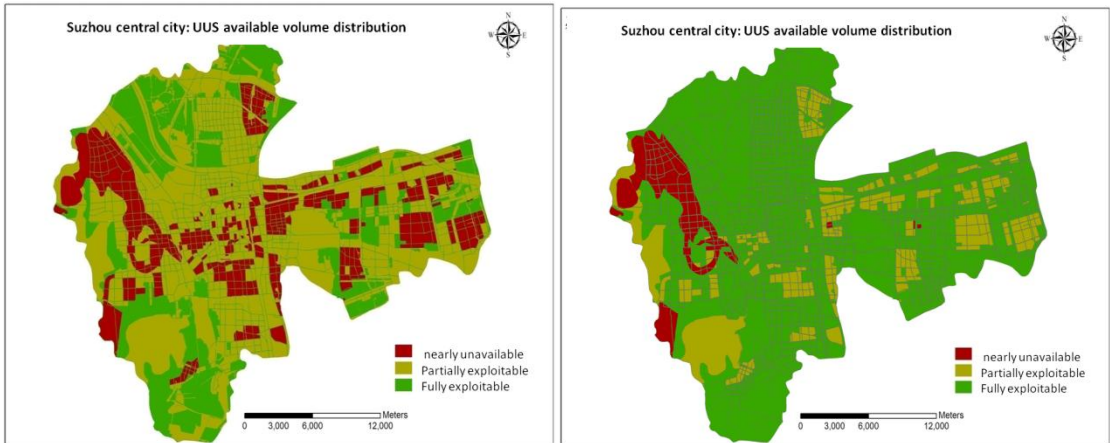 Suzhou central city: UUS available volume distribution
N
W E
S
nearly unavailable
Partially exploitable
Fully exploitable
Meters
0 3,000 6,000 12,000
Suzhou central city: UUS available volume distribution
N
W E
S
nearly unavailable
Partially exploitable
Fully exploitable
Meters
0 3,000 6,000 12,000